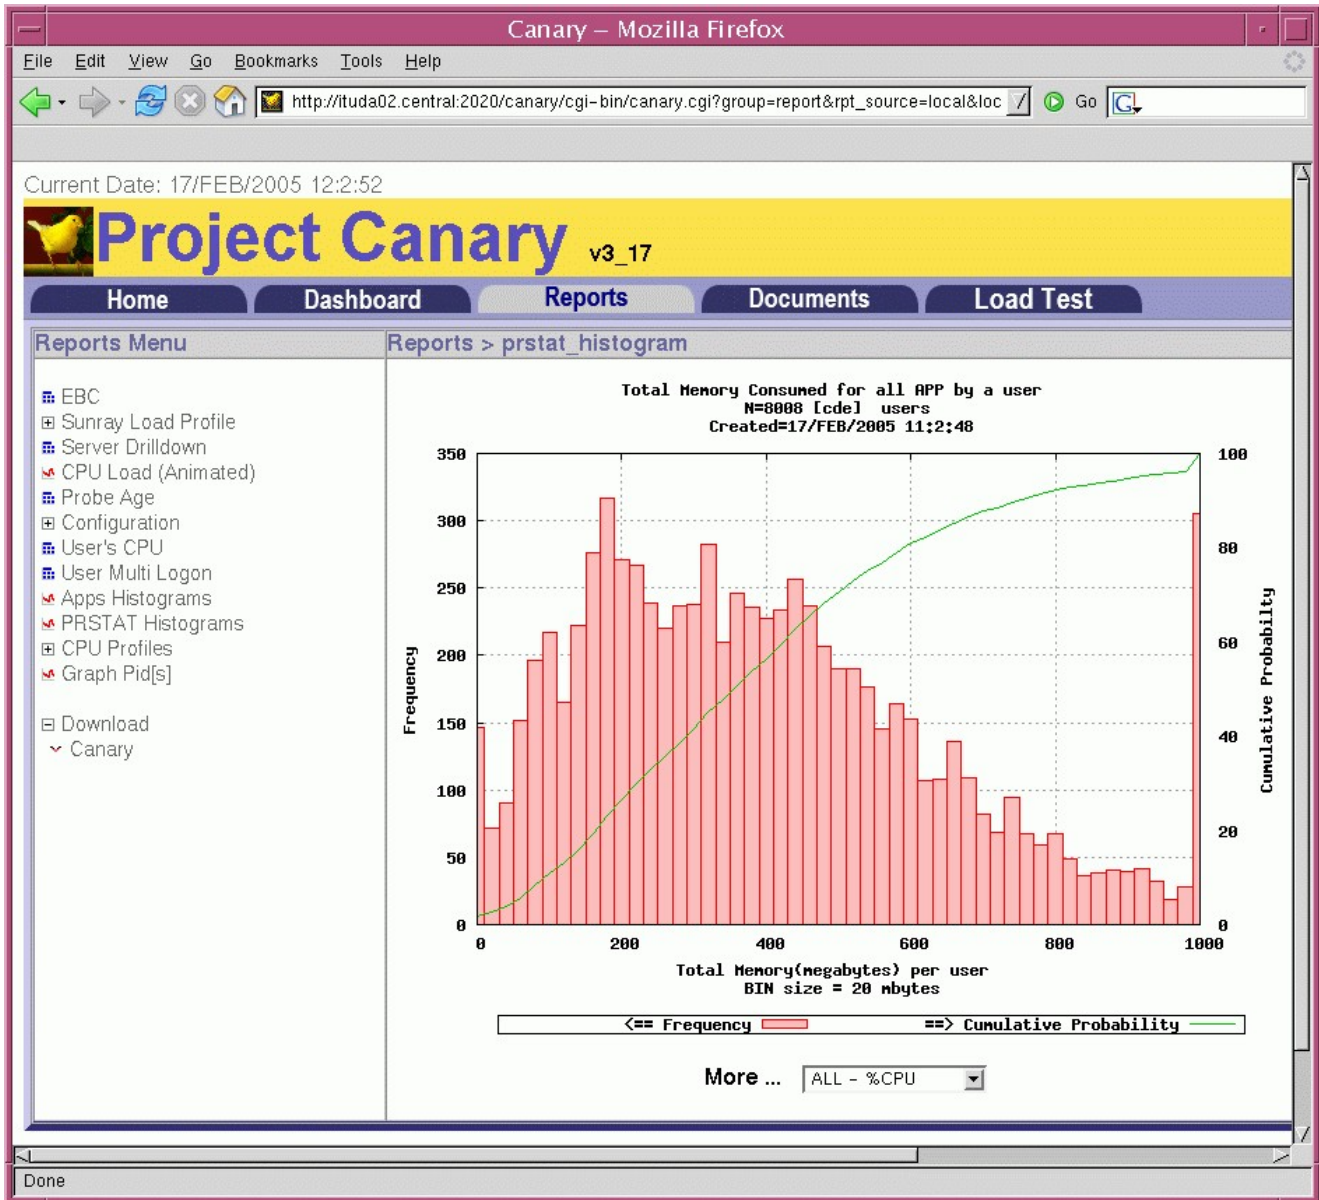 Canary – Mozilla Firefox
File Edit View Go Bookmarks Tools Help
http://ituda02.central:2020/canary/cgi-bin/canary.cgi?group=report&rpt_source=local&loc Go G
Current Date: 17/FEB/2005 12:2:52
Project Canary v3_17
Home Dashboard Reports Documents Load Test
Reports Menu
EBC
Sunray Load Profile
Server Drilldown
CPU Load (Animated)
Probe Age
Configuration
User's CPU
User Multi Logon
Apps Histograms
PRSTAT Histograms
CPU Profiles
Graph Pid[s]
Download
Canary
Reports > prstat_histogram
Total Memory Consumed for all APP by a user
N=8008 [cde] users
Created=17/FEB/2005 11:2:48
Frequency
350
300
250
200
150
100
50
0
100
80
60
40
20
0
Cumulative Probabilty
0 200 400 600 800 1000
Total Memory(megabytes) per user
BIN size = 20 mbytes
<== Frequency ==> Cumulative Probability
More ... ALL - %CPU
Done